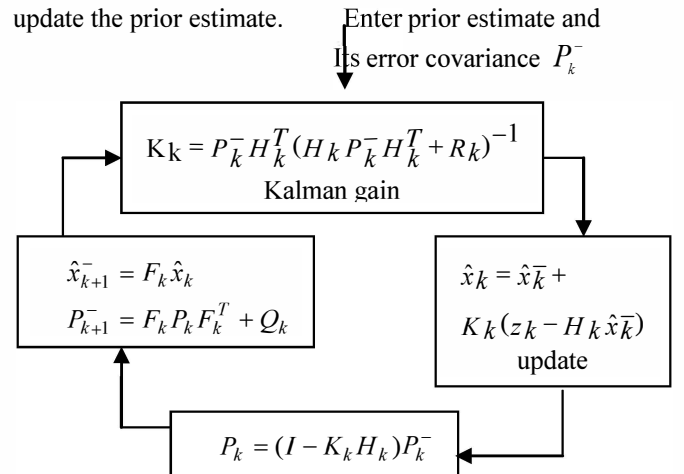 update the prior estimate.
Enter prior estimate and
Its error covariance P_k^-
K_k = P_k^- H_k^T (H_k P_k^- H_k^T + R_k)^{-1}
Kalman gain
x̂_{k+1}^- = F_k x̂_k
P_{k+1}^- = F_k P_k F_k^T + Q_k
x̂_k = x̂_k^- +
K_k (z_k − H_k x̂_k^-)
update
P_k = (I − K_k H_k) P_k^-